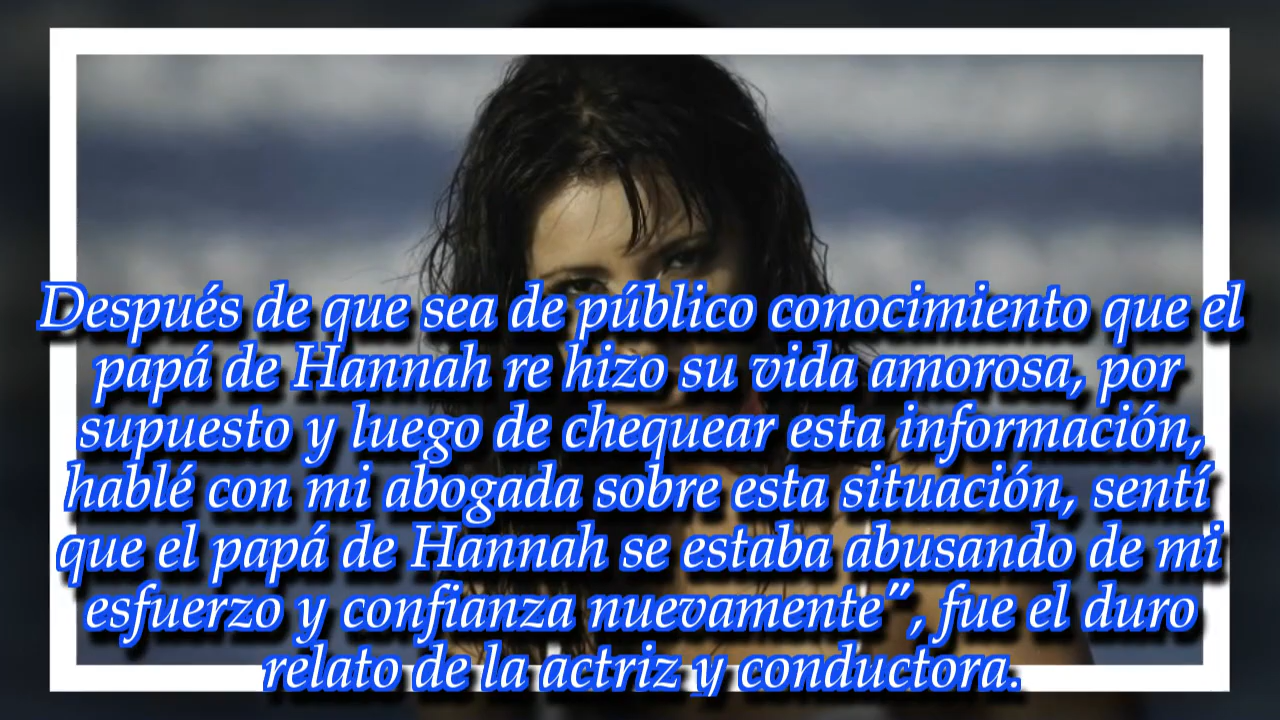 Después de que sea de público conocimiento que el
papá de Hannah re hizo su vida amorosa, por
supuesto y luego de chequear esta información,
hablé con mi abogada sobre esta situación, sentí
que el papá de Hannah se estaba abusando de mi
esfuerzo y confianza nuevamente”, fue el duro
relato de la actriz y conductora.